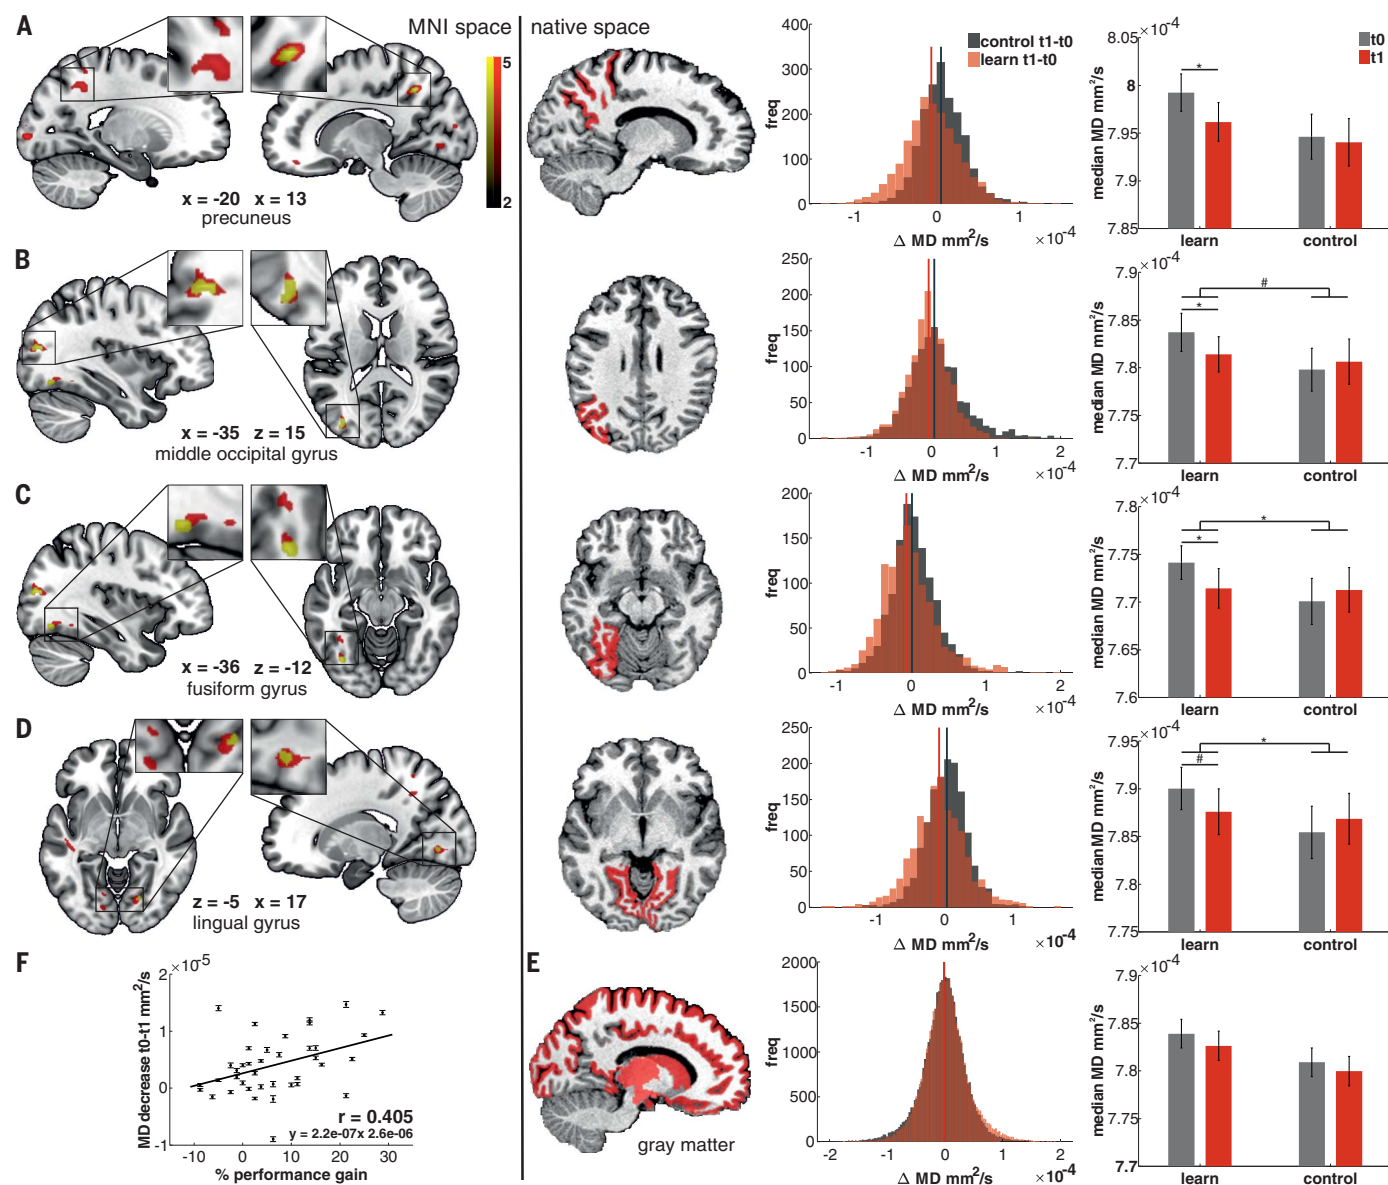 A
MNI space
native space
5
2
x = -20 x = 13
precuneus
400
300
200
100
0
freq
-1 0 1
Δ MD mm²/s
×10⁻⁴
control t1-t0
learn t1-t0
×10⁻⁴
8.05
8
7.95
7.9
7.85
median MD mm²/s
*
learn control
t0
t1
B
x = -35 z = 15
middle occipital gyrus
250
200
150
100
50
0
freq
-1 0 1 2
Δ MD mm²/s
×10⁻⁴
×10⁻⁴
7.9
7.85
7.8
7.75
7.7
median MD mm²/s
#
*
learn control
C
x = -36 z = -12
fusiform gyrus
200
150
100
50
0
freq
-1 0 1 2
Δ MD mm²/s
×10⁻⁴
×10⁻⁴
7.8
7.75
7.7
7.65
7.6
median MD mm²/s
*
*
learn control
D
z = -5 x = 17
lingual gyrus
250
200
150
100
50
0
freq
-1 0 1 2
Δ MD mm²/s
×10⁻⁴
×10⁻⁴
7.95
7.9
7.85
7.8
7.75
median MD mm²/s
*
#
learn control
F
×10⁻⁵
2
1
0
-1
MD decrease t0-t1 mm²/s
r = 0.405
y = 2.2e-07x 2.6e-06
-10 0 10 20 30
% performance gain
E
gray matter
2000
1500
1000
500
0
freq
-2 -1 0 1 2
Δ MD mm²/s
×10⁻⁴
×10⁻⁴
7.9
7.85
7.8
7.75
7.7
median MD mm²/s
learn control